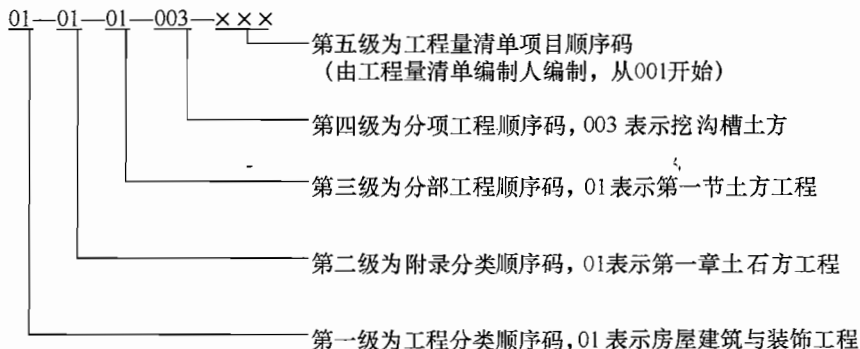 01—01—01—003—×××
第五级为工程量清单项目顺序码
（由工程量清单编制人编制，从001开始）
第四级为分项工程顺序码，003 表示挖沟槽土方
第三级为分部工程顺序码，01表示第一节土方工程
第二级为附录分类顺序码，01表示第一章土石方工程
第一级为工程分类顺序码，01 表示房屋建筑与装饰工程